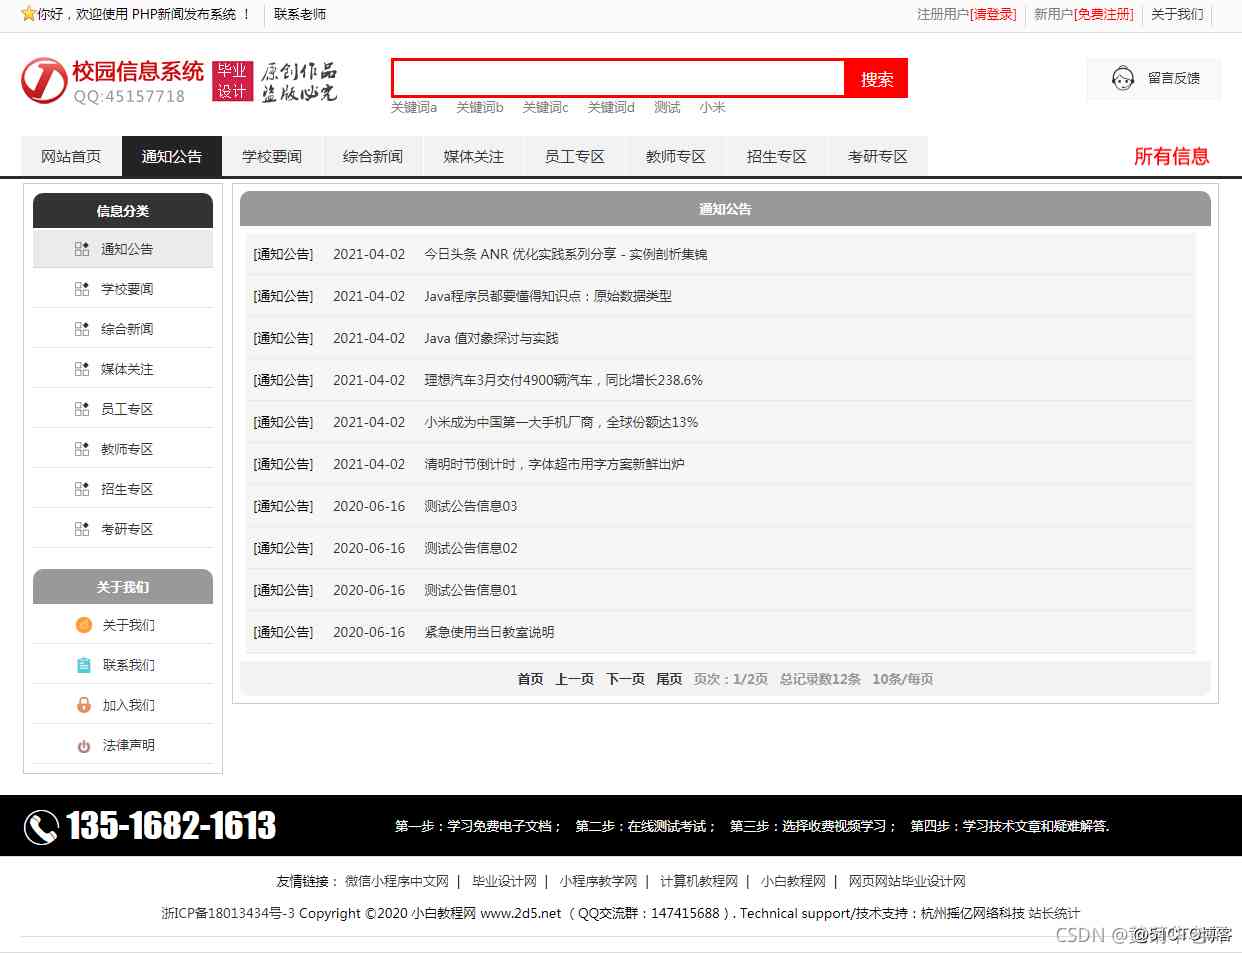 你好，欢迎使用 PHP新闻发布系统 ！ 联系老师 注册用户[请登录] 新用户[免费注册] 关于我们
校园信息系统
QQ:45157718
毕业
设计
原创作品
盗版必究
搜索
关键词a 关键词b 关键词c 关键词d 测试 小米
留言反馈
网站首页 通知公告 学校要闻 综合新闻 媒体关注 员工专区 教师专区 招生专区 考研专区 所有信息
信息分类
通知公告
学校要闻
综合新闻
媒体关注
员工专区
教师专区
招生专区
考研专区
关于我们
关于我们
联系我们
加入我们
法律声明
通知公告
[通知公告] 2021-04-02 今日头条 ANR 优化实践系列分享 - 实例剖析集锦
[通知公告] 2021-04-02 Java程序员都要懂得知识点：原始数据类型
[通知公告] 2021-04-02 Java 值对象探讨与实践
[通知公告] 2021-04-02 理想汽车3月交付4900辆汽车，同比增长238.6%
[通知公告] 2021-04-02 小米成为中国第一大手机厂商，全球份额达13%
[通知公告] 2021-04-02 清明时节倒计时，字体超市用字方案新鲜出炉
[通知公告] 2020-06-16 测试公告信息03
[通知公告] 2020-06-16 测试公告信息02
[通知公告] 2020-06-16 测试公告信息01
[通知公告] 2020-06-16 紧急使用当日教室说明
首页 上一页 下一页 尾页 页次：1/2页 总记录数12条 10条/每页
135-1682-1613
第一步：学习免费电子文档； 第二步：在线测试考试； 第三步：选择收费视频学习； 第四步：学习技术文章和疑难解答.
友情链接： 微信小程序中文网 | 毕业设计网 | 小程序教学网 | 计算机教程网 | 小白教程网 | 网页网站毕业设计网
浙ICP备18013434号-3 Copyright ©2020 小白教程网 www.2d5.net（QQ交流群：147415688）. Technical support/技术支持：杭州摇亿网络科技 站长统计
CSDN
@51CTO博客